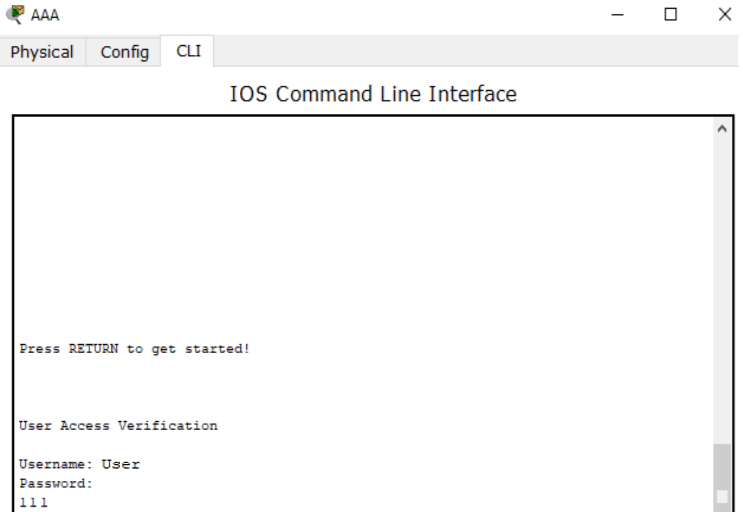 AAA
Physical Config CLI
IOS Command Line Interface
Press RETURN to get started!
User Access Verification
Username: User
Password:
111